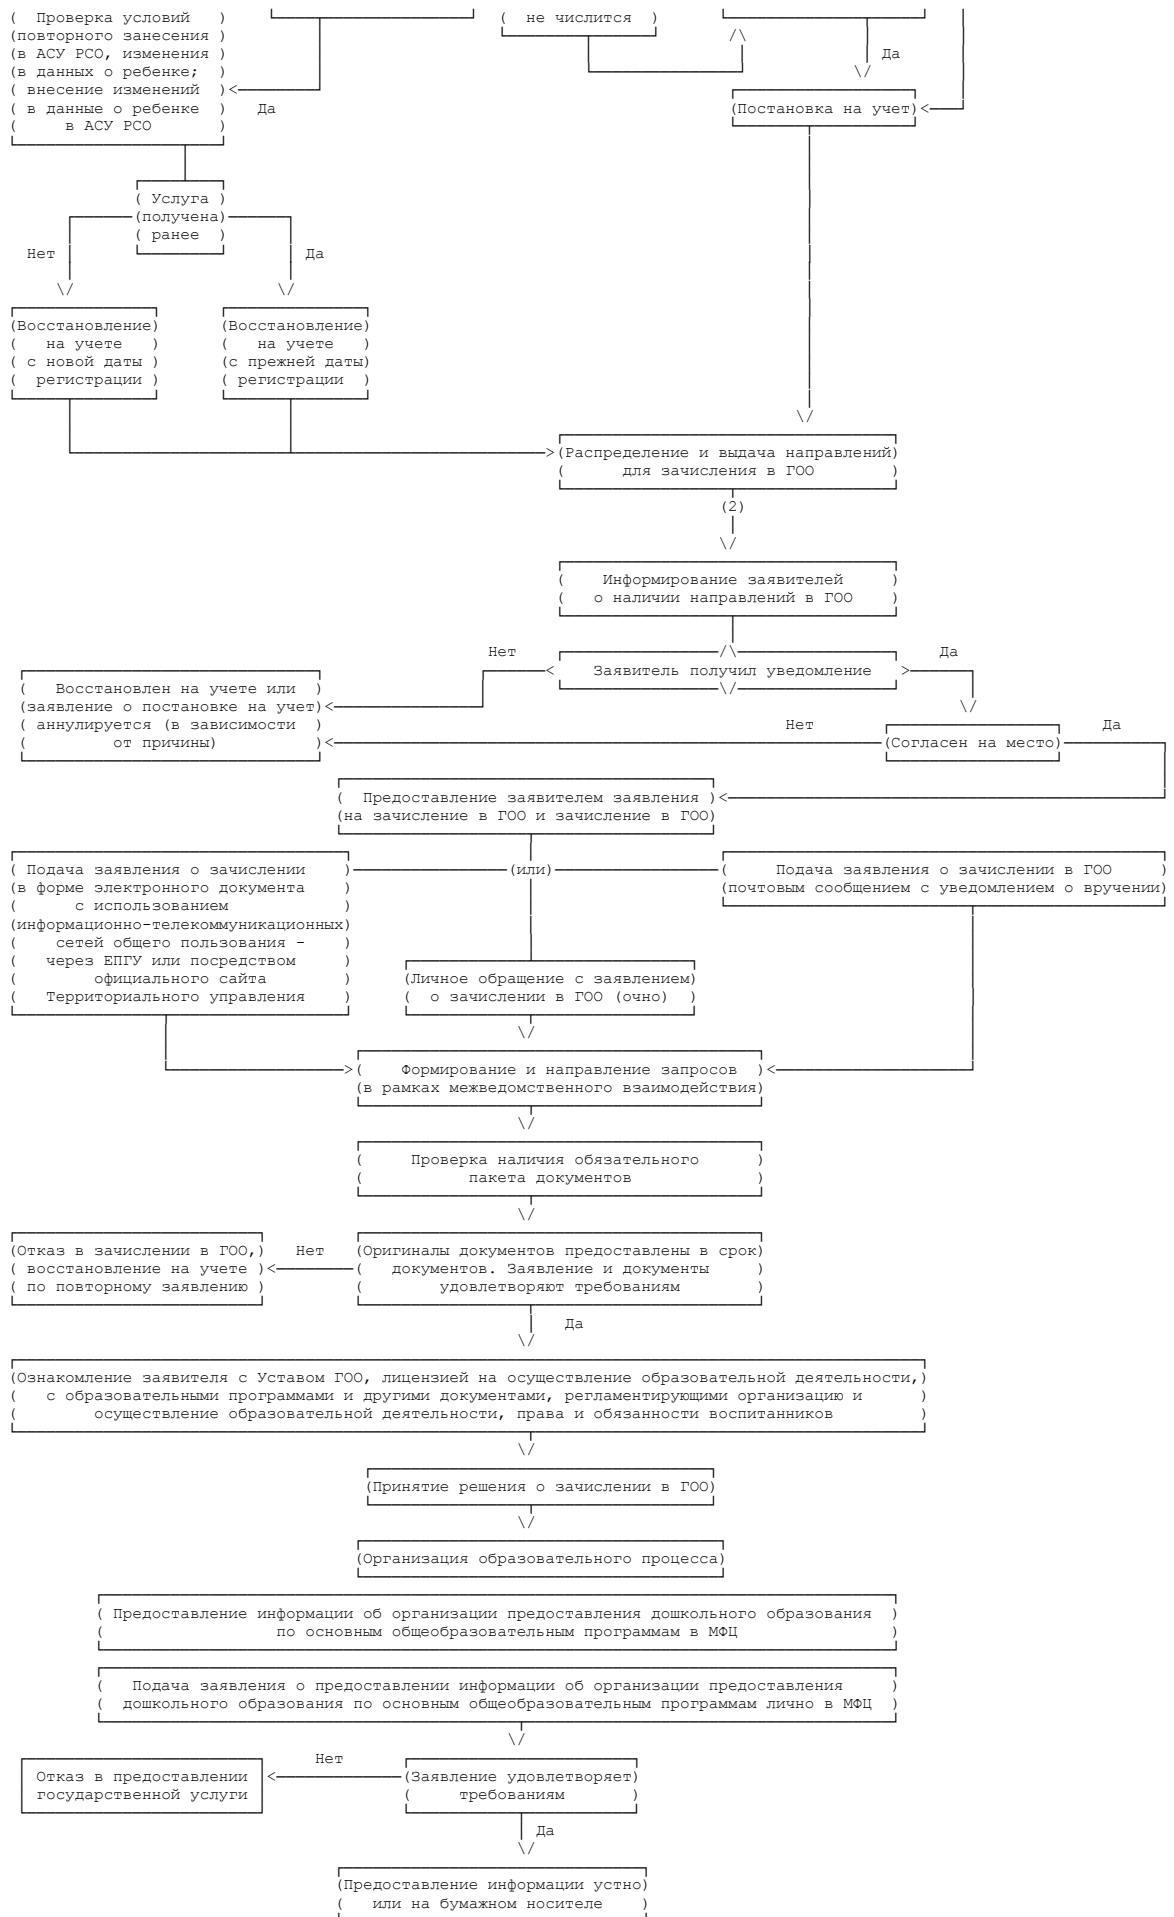 Проверка условий
повторного занесения
в АСУ РСО, изменения
в данных о ребенке;
внесение изменений
в данные о ребенке
в АСУ РСО
Да
не числится
Да
(Постановка на учет)
( Услуга )
(получена)
( ранее )
Нет
Да
(Восстановление)
( на учете )
( с новой даты )
( регистрации )
(Восстановление)
( на учете )
(с прежней даты)
( регистрации )
(Распределение и выдача направлений)
( для зачисления в ГОО )
(2)
( Информирование заявителей )
( о наличии направлений в ГОО )
Нет
Заявитель получил уведомление
Да
( Восстановлен на учете или )
(заявление о постановке на учет)
( аннулируется (в зависимости )
( от причины) )
Нет
(Согласен на место)
Да
( Предоставление заявителем заявления )
(на зачисление в ГОО и зачисление в ГОО)
( Подача заявления о зачислении )
(в форме электронного документа )
( с использованием )
(информационно-телекоммуникационных)
( сетей общего пользования - )
( через ЕПГУ или посредством )
( официального сайта )
( Территориального управления )
(или)
( Подача заявления о зачислении в ГОО )
(почтовым сообщением с уведомлением о вручении)
(Личное обращение с заявлением)
( о зачислении в ГОО (очно) )
( Формирование и направление запросов )
(в рамках межведомственного взаимодействия)
( Проверка наличия обязательного )
( пакета документов )
(Отказ в зачислении в ГОО,)
( восстановление на учете )
( по повторному заявлению )
Нет
(Оригиналы документов предоставлены в срок)
( документов. Заявление и документы )
( удовлетворяют требованиям )
Да
(Ознакомление заявителя с Уставом ГОО, лицензией на осуществление образовательной деятельности,)
( с образовательными программами и другими документами, регламентирующими организацию и )
( осуществление образовательной деятельности, права и обязанности воспитанников )
(Принятие решения о зачислении в ГОО)
(Организация образовательного процесса)
( Предоставление информации об организации предоставления дошкольного образования )
( по основным общеобразовательным программам в МФЦ )
( Подача заявления о предоставлении информации об организации предоставления )
( дошкольного образования по основным общеобразовательным программам лично в МФЦ )
Отказ в предоставлении
государственной услуги
Нет
(Заявление удовлетворяет)
( требованиям )
Да
(Предоставление информации устно)
( или на бумажном носителе )